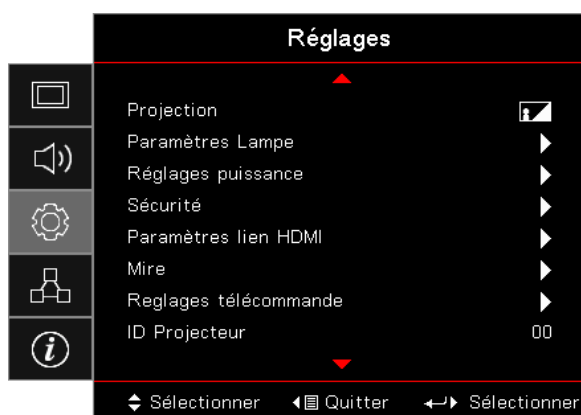 Réglages
Projection
Paramètres Lampe
Réglages puissance
Sécurité
Paramètres lien HDMI
Mire
Reglages télécommande
ID Projecteur 00
Sélectionner Quitter Sélectionner